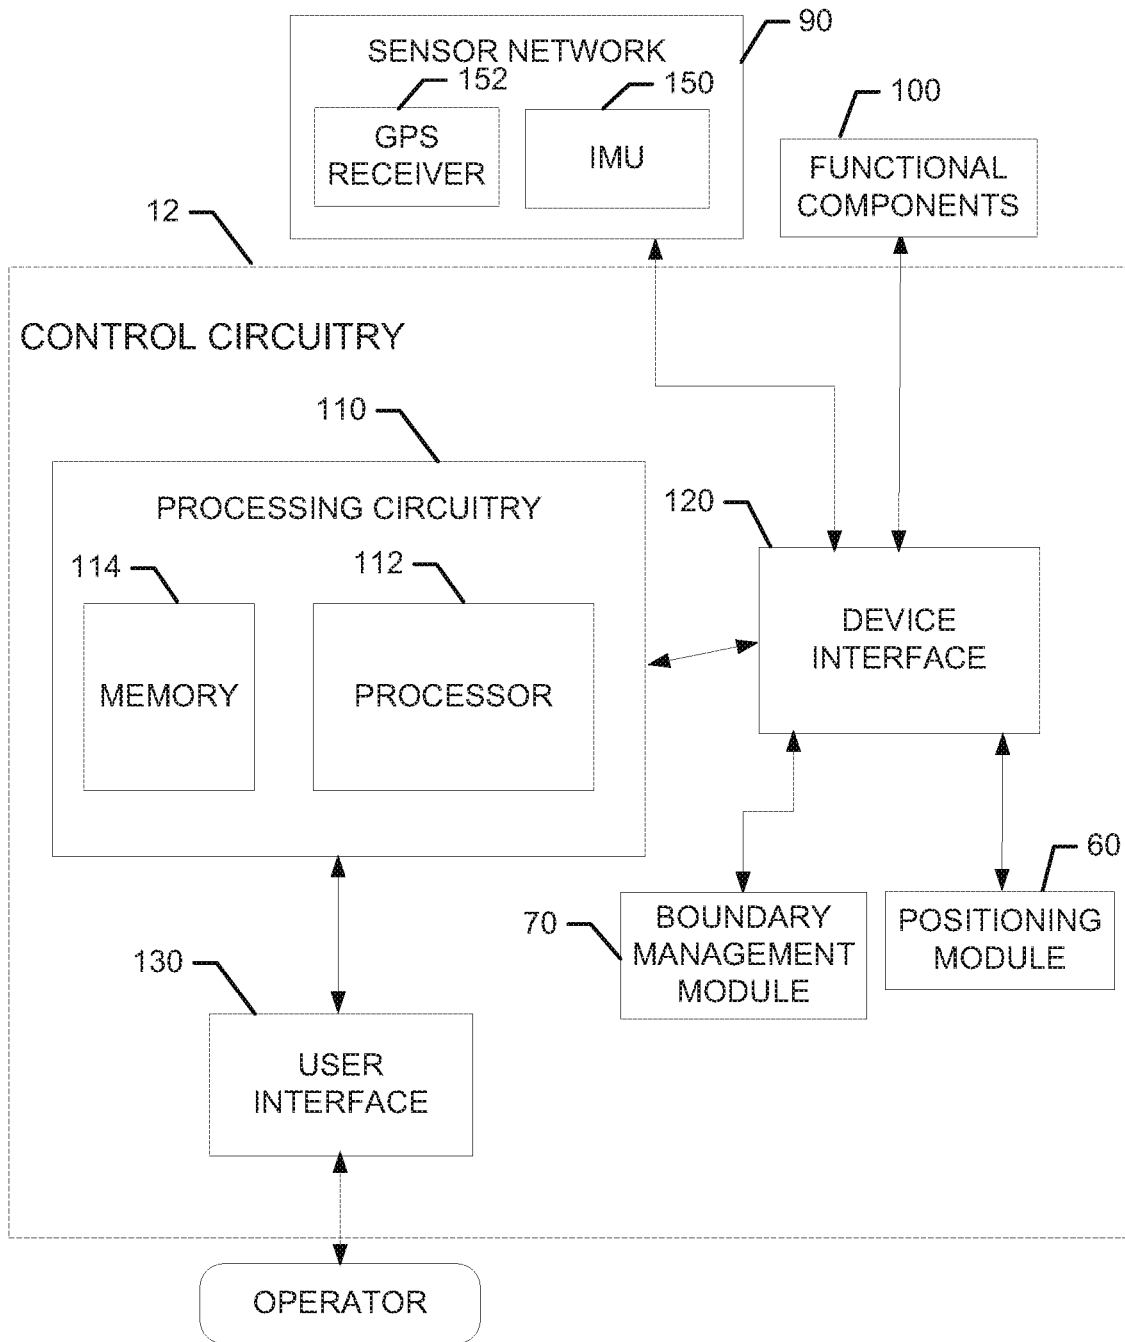 90
SENSOR NETWORK
152
150
100
GPS
RECEIVER
IMU
FUNCTIONAL
COMPONENTS
12
CONTROL CIRCUITRY
110
PROCESSING CIRCUITRY
120
114
112
DEVICE
INTERFACE
MEMORY
PROCESSOR
60
70
BOUNDARY
MANAGEMENT
MODULE
POSITIONING
MODULE
130
USER
INTERFACE
OPERATOR